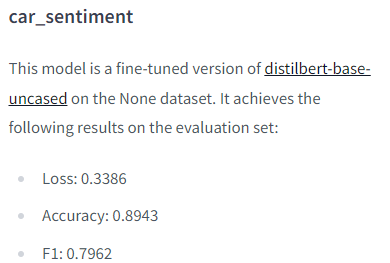 car_sentiment
This model is a fine-tuned version of distilbert-base-
uncased on the None dataset. It achieves the
following results on the evaluation set:
Loss: 0.3386
Accuracy: 0.8943
F1: 0.7962